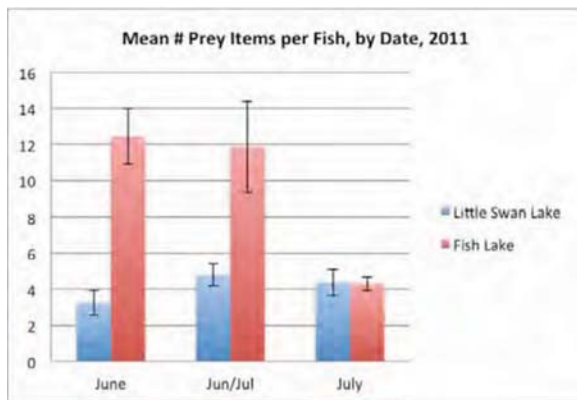 Mean # Prey Items per Fish, by Date, 2011
16
14
12
10
8
6
4
2
0
June Jun/Jul July
Little Swan Lake
Fish Lake